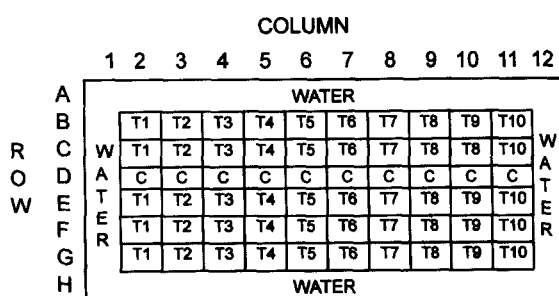 COLUMN
1 2 3 4 5 6 7 8 9 10 11 12
ROW
A WATER
B T1 T2 T3 T4 T5 T6 T7 T8 T9 T10
C T1 T2 T3 T4 T5 T6 T7 T8 T8 T10
D C C C C C C C C C C
E T1 T2 T3 T4 T5 T6 T7 T8 T9 T10
F T1 T2 T3 T4 T5 T6 T7 T8 T9 T10
G T1 T2 T3 T4 T5 T6 T7 T8 T9 T10
H WATER
WATER
WATER